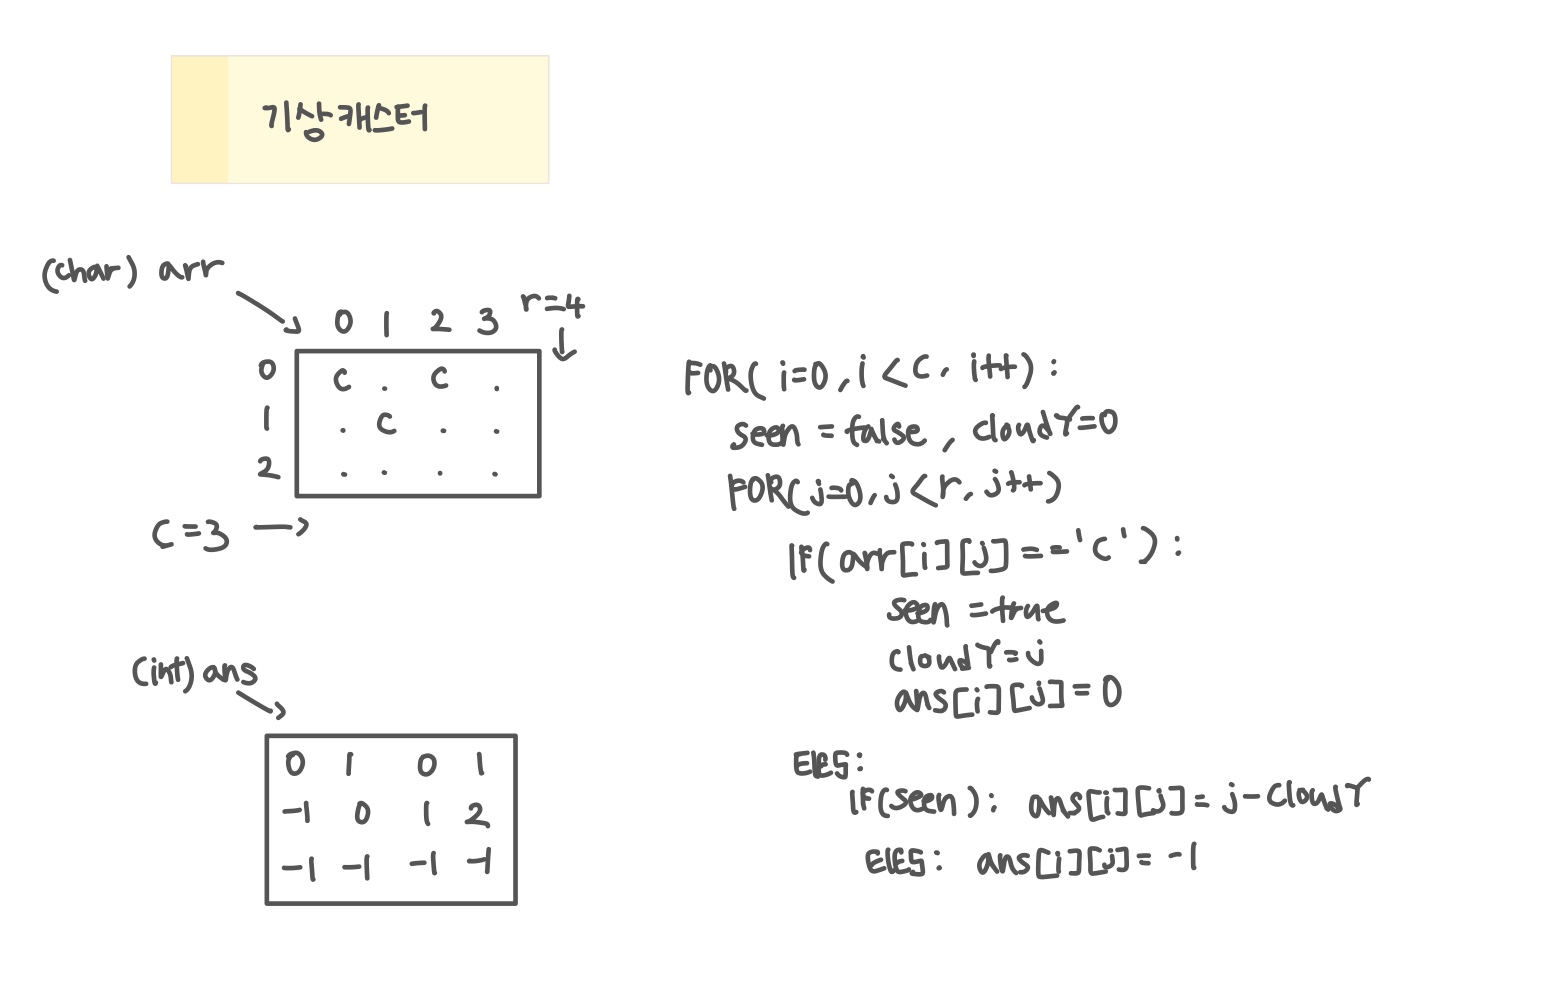 기상캐스터
(char) arr
r=4
0 1 2 3
0 c . c .
1 . c . .
2 . . . .
C=3
(int) ans
0 1 0 1
-1 0 1 2
-1 -1 -1 -1
FOR( i=0, i<C, i++):
seen = false, cloudY=0
FOR(j=0, j<r, j++)
IF(arr[i][j]=='c'):
seen = true
cloudY=j
ans[i][j]=0
ElES:
IF(seen): ans[i][j]= j-cloudY
ElES: ans[i][j]= -1